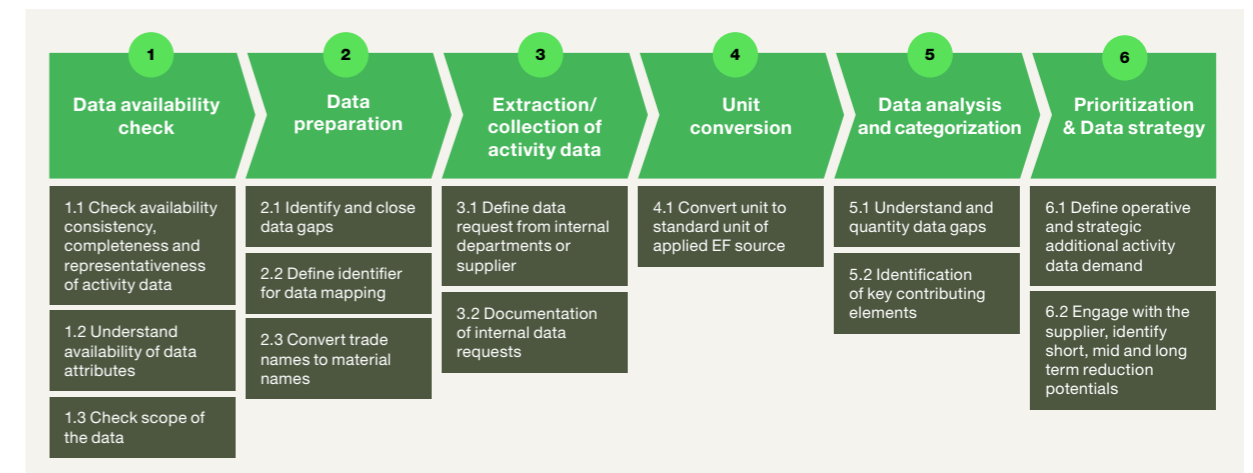 1
Data availability
check
2
Data
preparation
3
Extraction/
collection of
activity data
4
Unit
conversion
5
Data analysis
and categorization
6
Prioritization
& Data strategy
1.1 Check availability
consistency,
completeness and
representativeness
of activity data
1.2 Understand
availability of data
attributes
1.3 Check scope of
the data
2.1 Identify and close
data gaps
2.2 Define identifier
for data mapping
2.3 Convert trade
names to material
names
3.1 Define data
request from internal
departments or
supplier
3.2 Documentation
of internal data
requests
4.1 Convert unit to
standard unit of
applied EF source
5.1 Understand and
quantity data gaps
5.2 Identification
of key contributing
elements
6.1 Define operative
and strategic
additional activity
data demand
6.2 Engage with the
supplier, identify
short, mid and long
term reduction
potentials